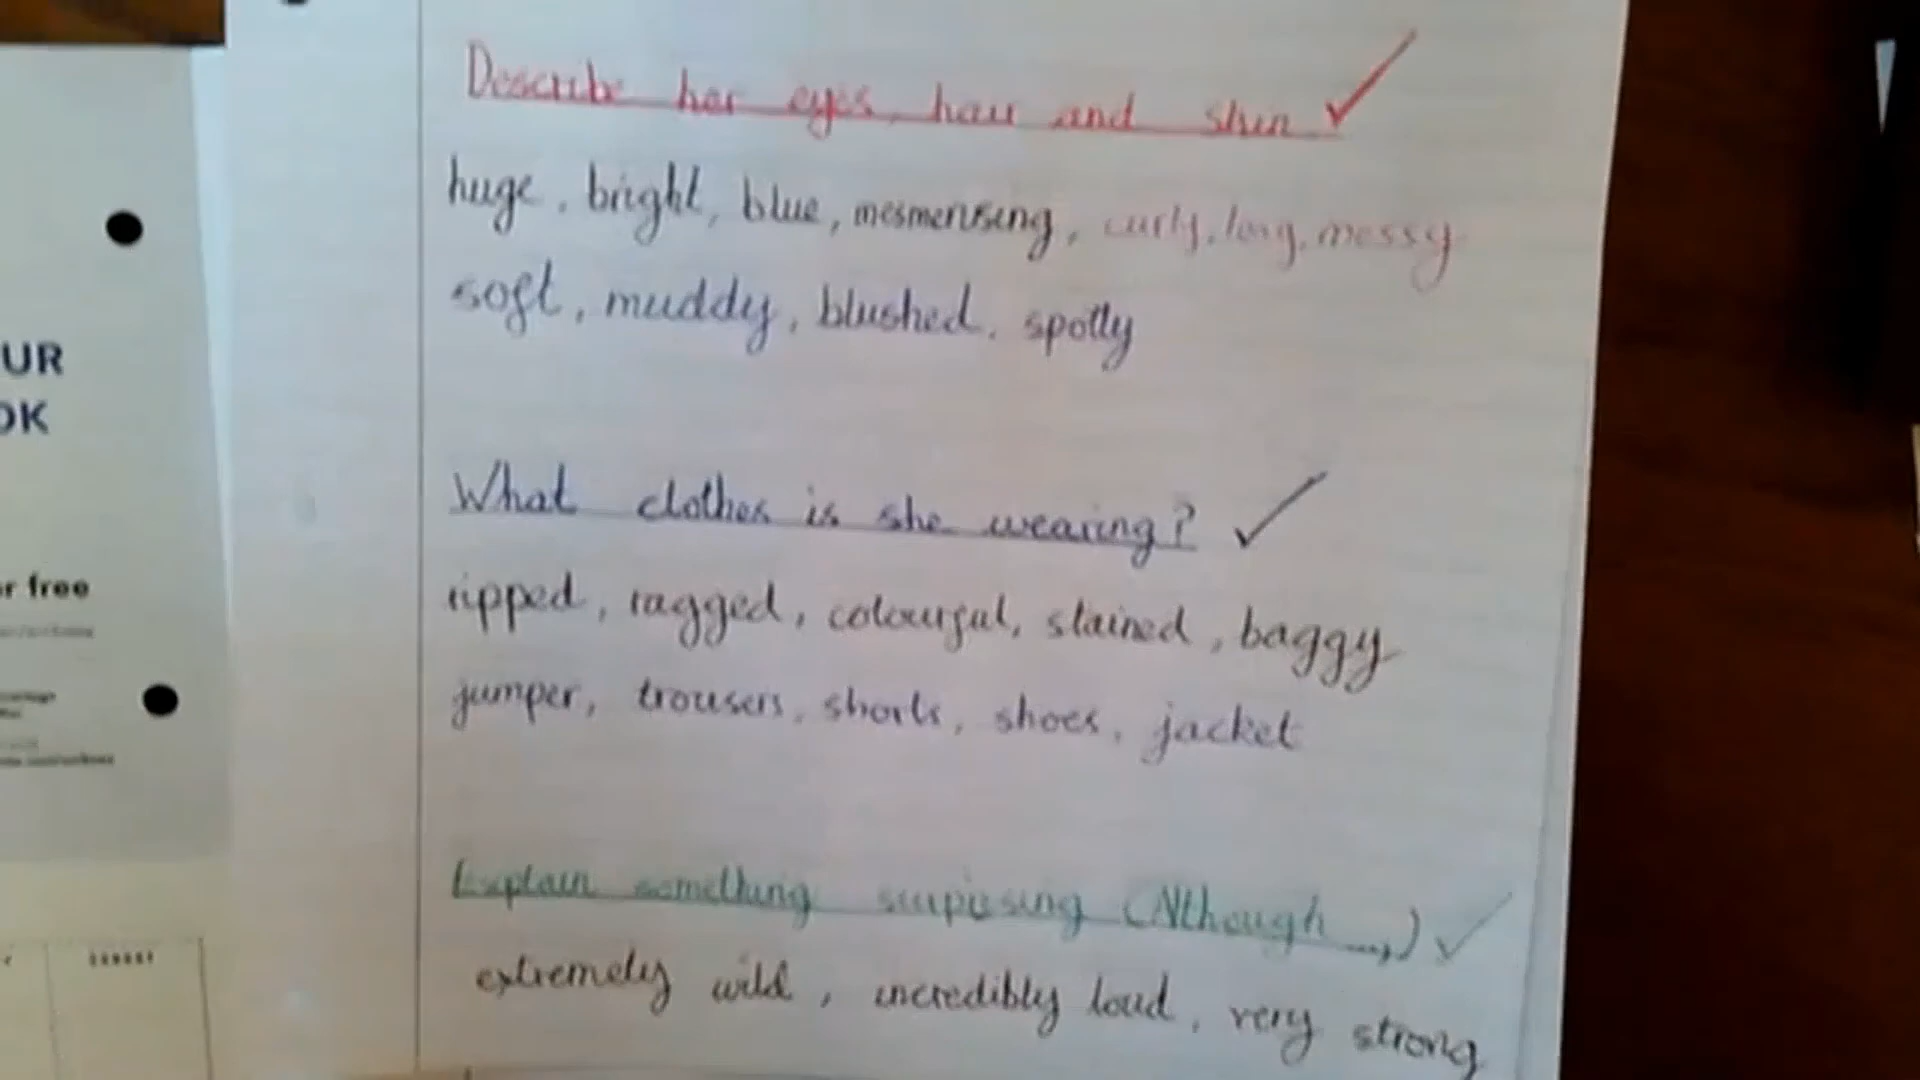 Describe her eyes, hair and skin ✓
huge, bright, blue, mesmerising, curly, long, messy
soft, muddy, blushed, spotty
What clothes is she wearing? ✓
ripped, ragged, colourful, stained, baggy
jumper, trousers, shorts, shoes, jacket
Explain something surprising (Although ...,) ✓
extremely wild, incredibly loud, very strong
UR
OK
r free